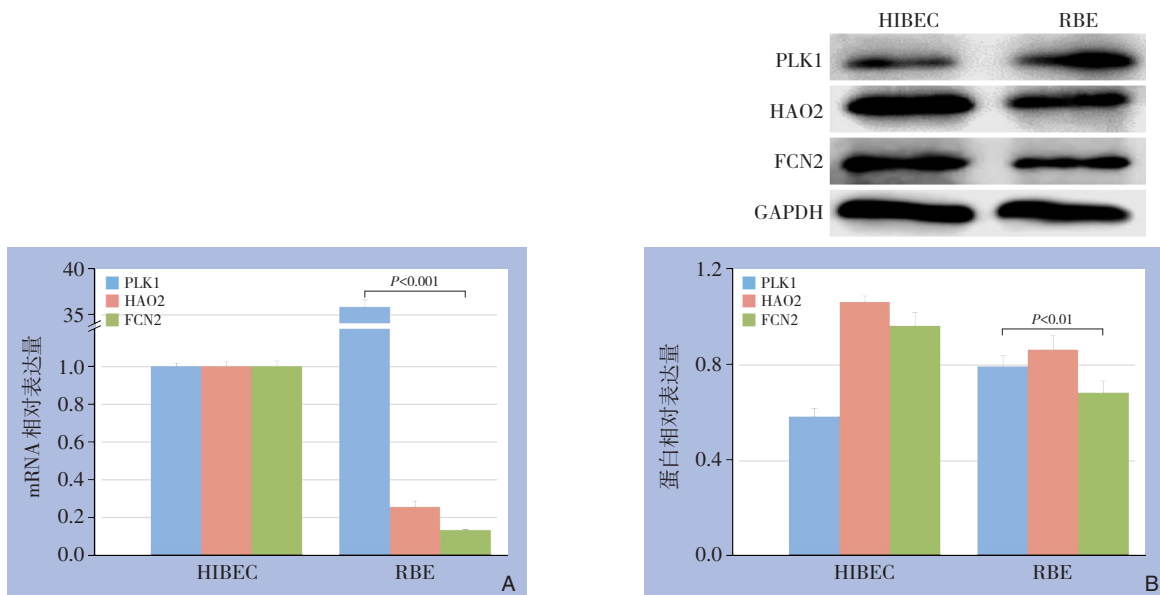 HIBEC RBE
PLK1
HAO2
FCN2
GAPDH
40
35
1.0
0.8
0.6
0.4
0.2
0.0
mRNA 相对表达量
PLK1
HAO2
FCN2
P<0.001
HIBEC RBE
A
1.2
0.8
0.4
0.0
蛋白相对表达量
PLK1
HAO2
FCN2
P<0.01
HIBEC RBE
B